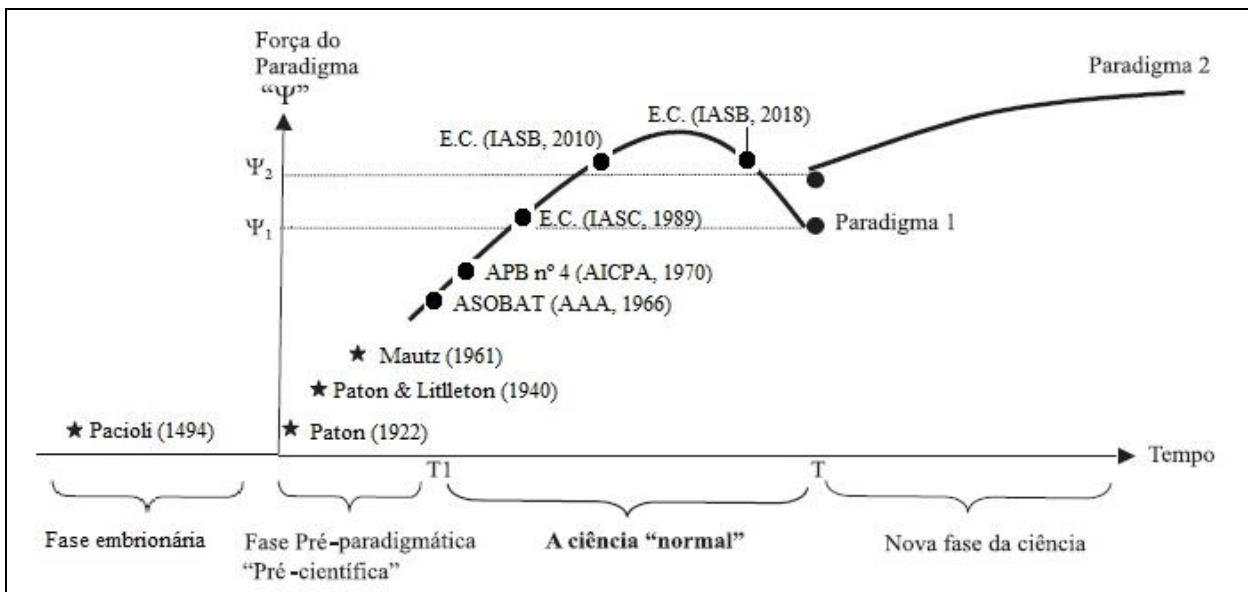 Força do
Paradigma
“Ψ”
Paradigma 2
E.C. (IASB, 2018)
E.C. (IASB, 2010)
Ψ2
E.C. (IASC, 1989)
Paradigma 1
Ψ1
APB nº 4 (AICPA, 1970)
ASOBAT (AAA, 1966)
Mautz (1961)
Paton & Litlleton (1940)
Pacioli (1494)
Paton (1922)
Tempo
T1
T
Fase embrionária
Fase Pré-paradigmática
“Pré-científica”
A ciência “normal”
Nova fase da ciência